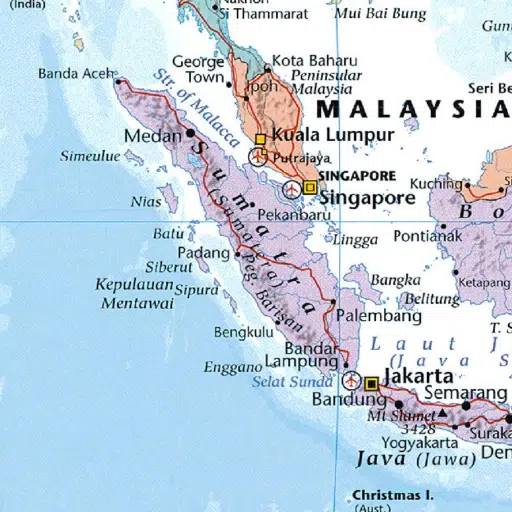 (India)
Nakhon
Si Thammarat
Mui Bai Bung
George
Town
Kota Baharu
Ipoh
Peninsular
Malaysia
Banda Aceh
Str. of Malacca
MALAYSIA
Seri Be
Medan
Kuala Lumpur
Putrajaya
Simeulue
SINGAPORE
Singapore
Kuching
Nias
Sumatra
(Sumatera)
Pekanbaru
Bo
Batu
Lingga
Pontianak
Padang
Siberut
Peg. Barisan
Kepulauan
Mentawai
Sipura
Bangka
Ketapang
Belitung
Palembang
Bengkulu
T. S
Bandar
Lampung
Laut J
(Java S
Enggano
Selat Sunda
Jakarta
Bandung
Semarang
Mt Slamet
3428
Yogyakarta
Suraka
Den
Java (Jawa)
Christmas I.
(Aust.)